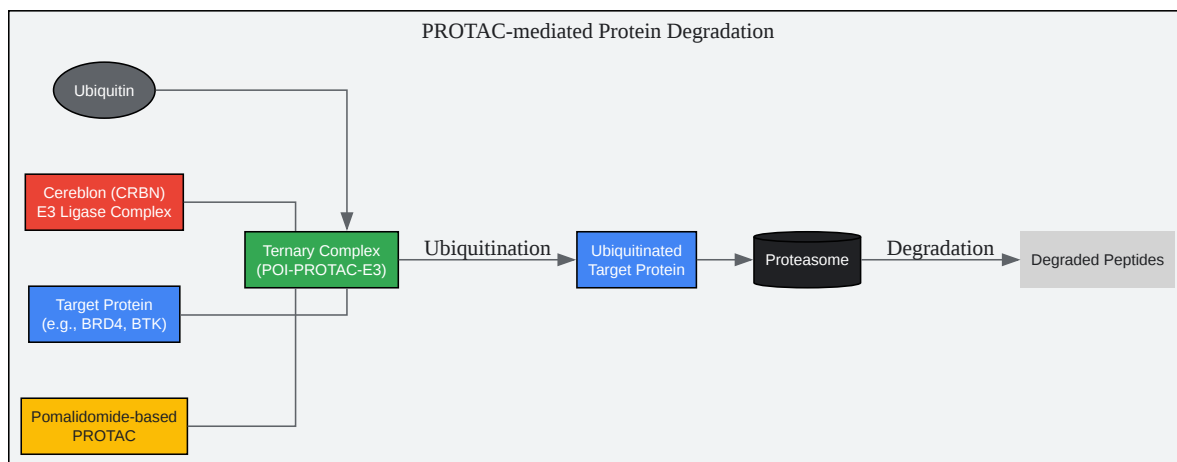 PROTAC-mediated Protein Degradation
Ubiquitin
Cereblon (CRBN)
E3 Ligase Complex
Ternary Complex
(POI-PROTAC-E3)
Ubiquitination
Ubiquitinated
Target Protein
Proteasome
Degradation
Degraded Peptides
Target Protein
(e.g., BRD4, BTK)
Pomalidomide-based
PROTAC